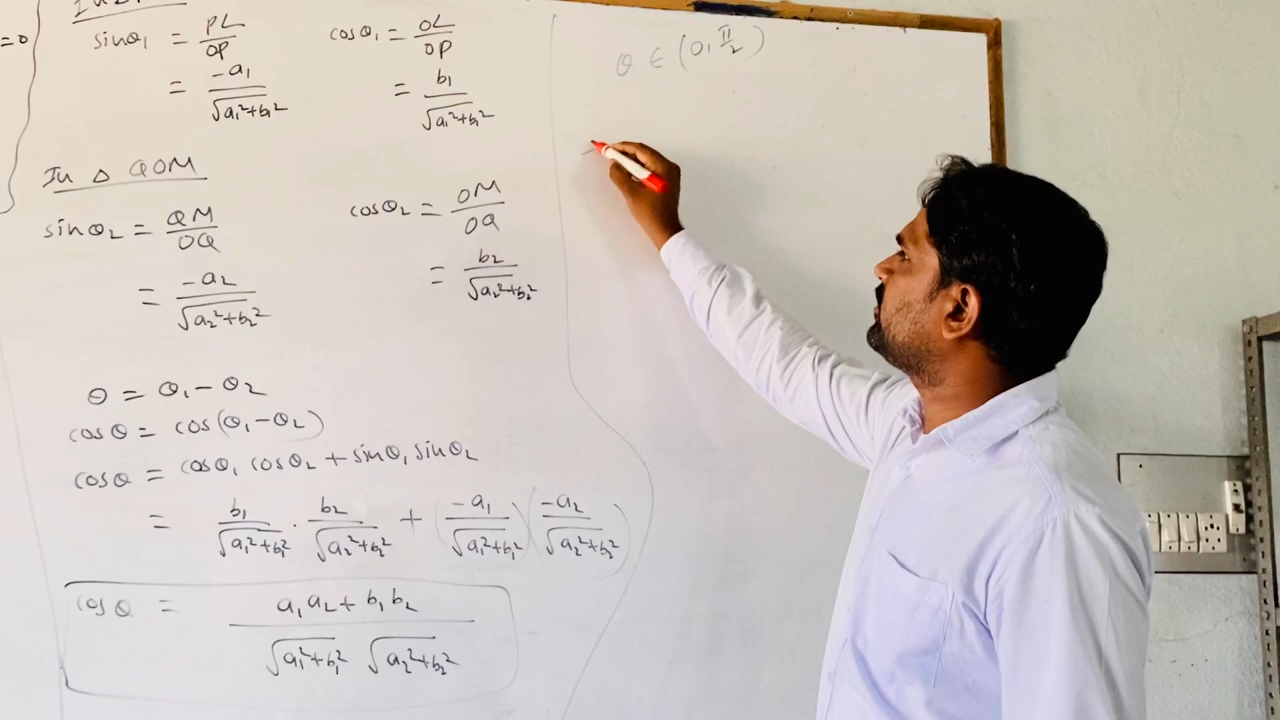 =0
sinθ₁ = PL/OP
= -a₁/√a₁²+b₁²
cosθ₁ = OL/OP
= b₁/√a₁²+b₁²
In Δ QOM
sinθ₂ = QM/OQ
= -a₂/√a₂²+b₂²
cosθ₂ = OM/OQ
= b₂/√a₂²+b₂²
θ = θ₁-θ₂
cosθ = cos(θ₁-θ₂)
cosθ = cosθ₁ cosθ₂ + sinθ₁ sinθ₂
= b₁/√a₁²+b₁² . b₂/√a₂²+b₂² + (-a₁/√a₁²+b₁²)(-a₂/√a₂²+b₂²)
cosθ = a₁a₂+b₁b₂/√a₁²+b₁² √a₂²+b₂²
θ ∈ (0, π/2)